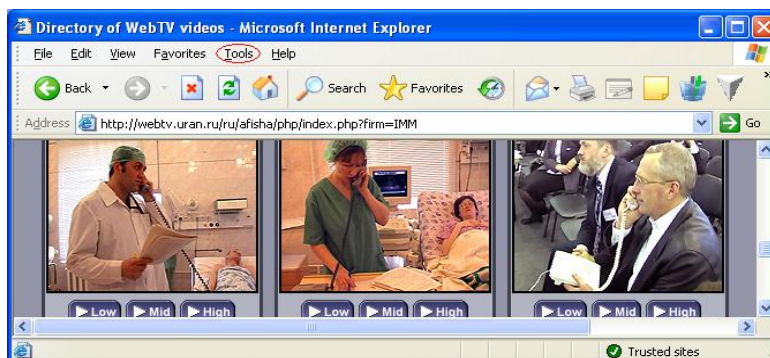 Directory of WebTV videos - Microsoft Internet Explorer
File Edit View Favorites Tools Help
Back Search Favorites »
Address http://webtv.uran.ru/ru/afisha/php/index.php?firm=IMM Go
Low Mid High Low Mid High Low Mid High
Trusted sites